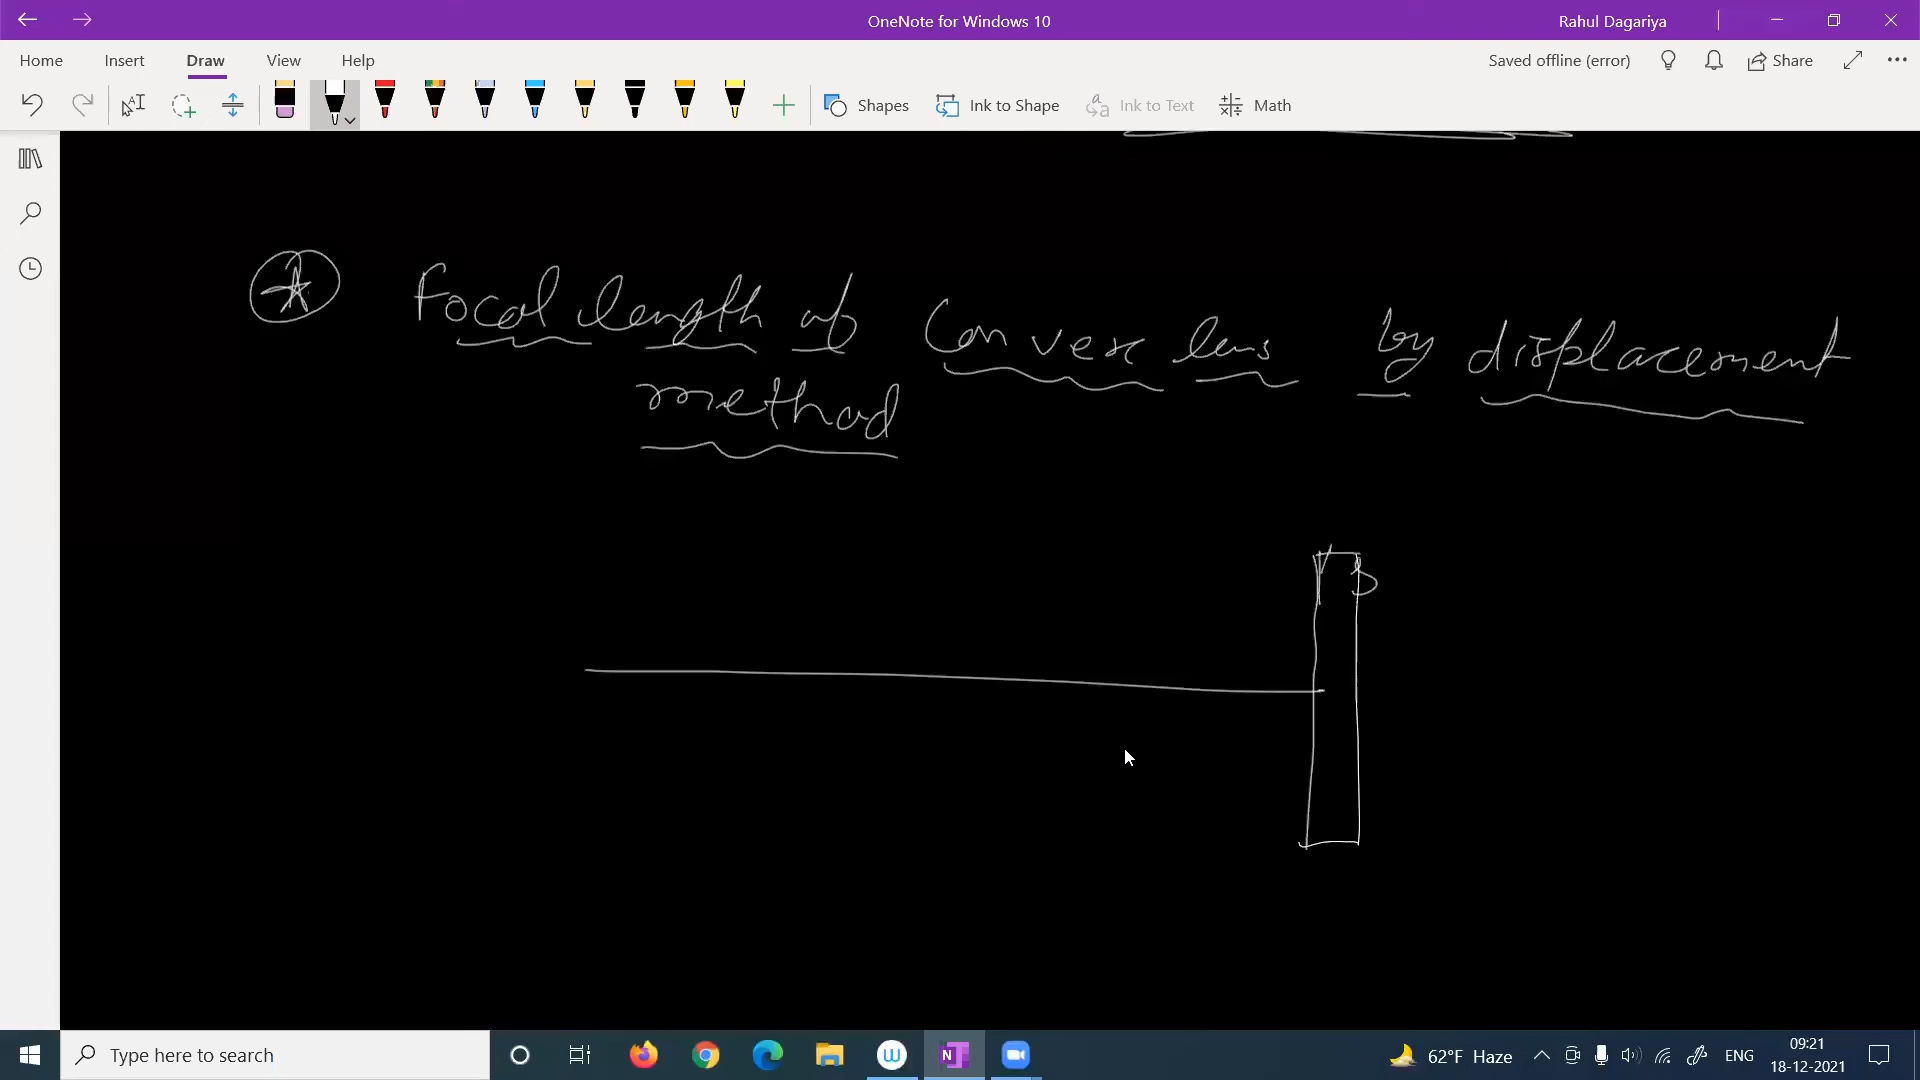 OneNote for Windows 10
Rahul Dagariya
Home Insert Draw View Help
Saved offline (error) Share
Shapes Ink to Shape Ink to Text Math
Focal length of Convex lens by displacement
method
Type here to search
62°F Haze ENG
09:21
18-12-2021